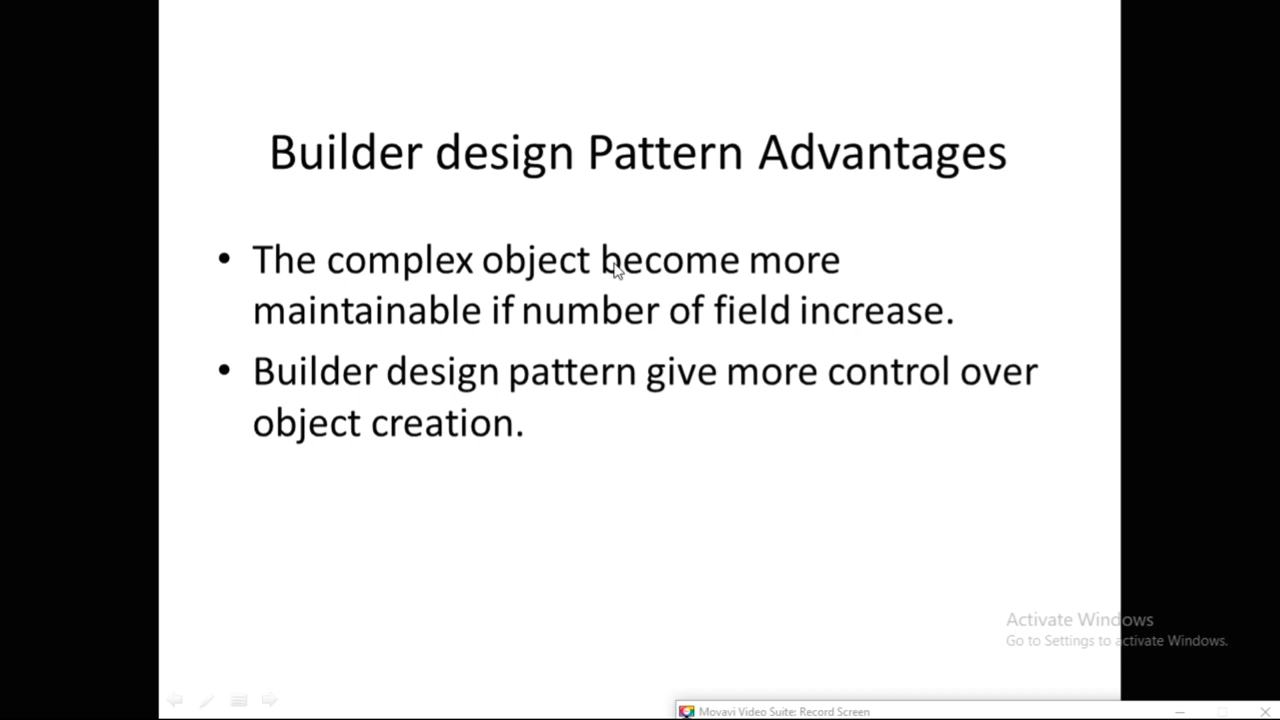 Builder design Pattern Advantages
• The complex object become more
maintainable if number of field increase.
• Builder design pattern give more control over
object creation.
Activate Windows
Go to Settings to activate Windows.
Movavi Video Suite: Record Screen